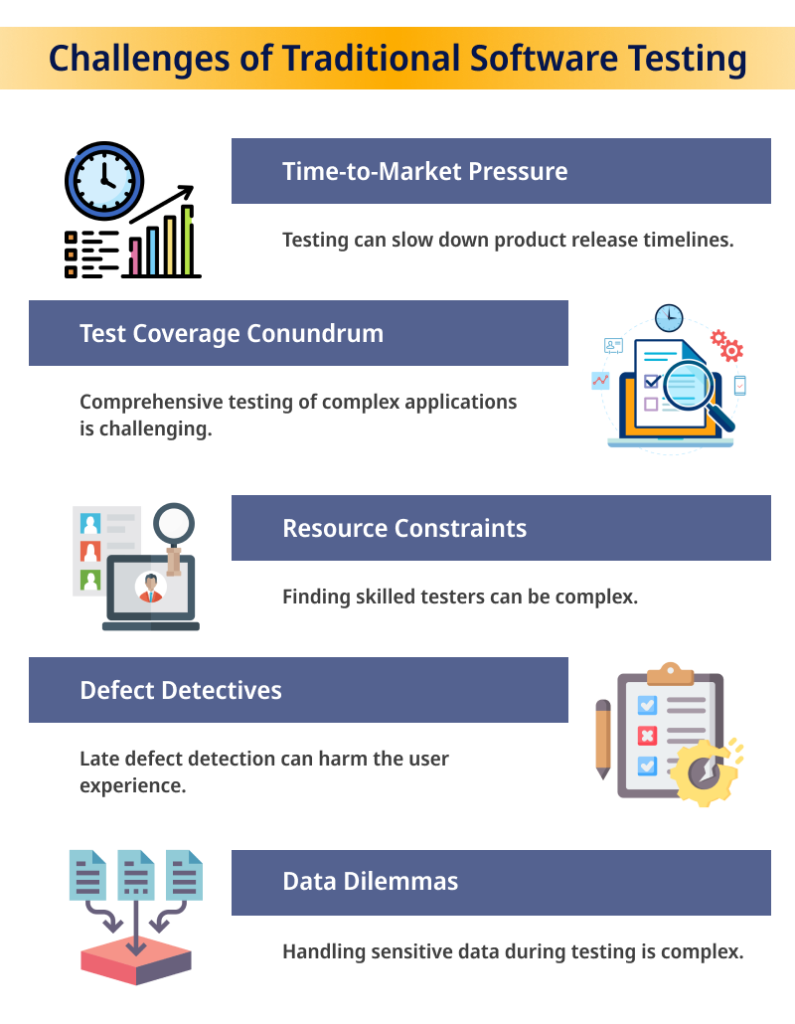 Challenges of Traditional Software Testing
Time-to-Market Pressure
Testing can slow down product release timelines.
Test Coverage Conundrum
Comprehensive testing of complex applications
is challenging.
Resource Constraints
Finding skilled testers can be complex.
Defect Detectives
Late defect detection can harm the user
experience.
Data Dilemmas
Handling sensitive data during testing is complex.